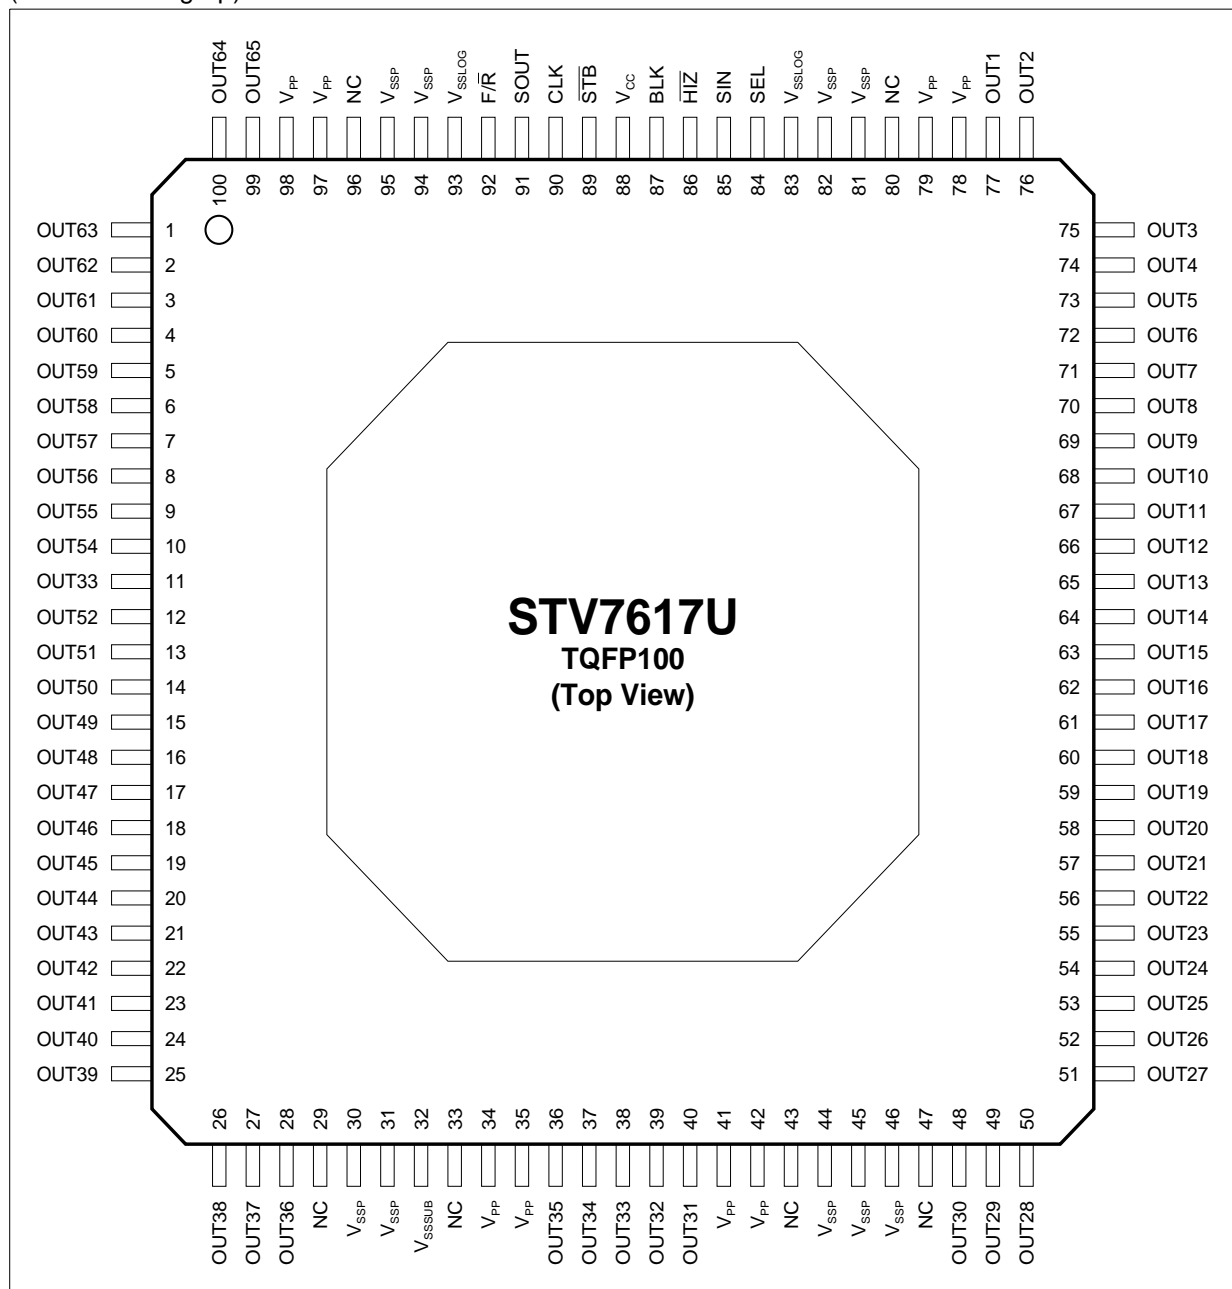 OUT64 OUT65 VPP VPP NC VSSP VSSP VSSLOG F/R̅ SOUT CLK S̅T̅B̅ VCC BLK H̅I̅Z̅ SIN SEL VSSLOG VSSP VSSP NC VPP VPP OUT1 OUT2
100 99 98 97 96 95 94 93 92 91 90 89 88 87 86 85 84 83 82 81 80 79 78 77 76
OUT63 1 75 OUT3
OUT62 2 74 OUT4
OUT61 3 73 OUT5
OUT60 4 72 OUT6
OUT59 5 71 OUT7
OUT58 6 70 OUT8
OUT57 7 69 OUT9
OUT56 8 68 OUT10
OUT55 9 67 OUT11
OUT54 10 66 OUT12
OUT33 11 65 OUT13
OUT52 12 64 OUT14
OUT51 13 63 OUT15
OUT50 14 62 OUT16
OUT49 15 61 OUT17
OUT48 16 60 OUT18
OUT47 17 59 OUT19
OUT46 18 58 OUT20
OUT45 19 57 OUT21
OUT44 20 56 OUT22
OUT43 21 55 OUT23
OUT42 22 54 OUT24
OUT41 23 53 OUT25
OUT40 24 52 OUT26
OUT39 25 51 OUT27
STV7617U
TQFP100
(Top View)
26 27 28 29 30 31 32 33 34 35 36 37 38 39 40 41 42 43 44 45 46 47 48 49 50
OUT38 OUT37 OUT36 NC VSSP VSSP VSSSUB NC VPP VPP OUT35 OUT34 OUT33 OUT32 OUT31 VPP VPP NC VSSP VSSP VSSP NC OUT30 OUT29 OUT28